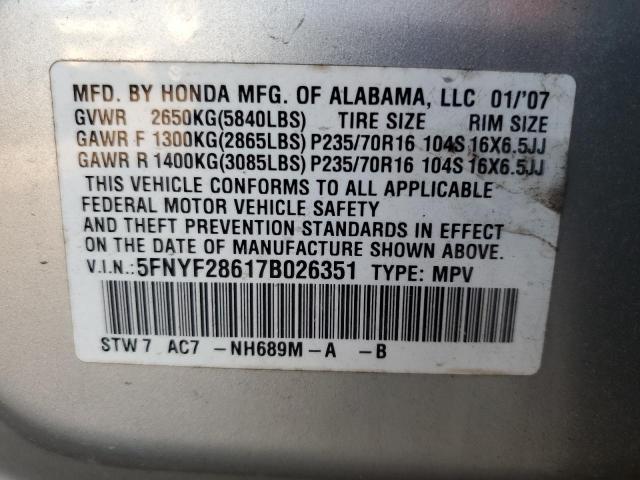 MFD. BY HONDA MFG. OF ALABAMA, LLC 01/'07
GVWR 2650KG(5840LBS) TIRE SIZE RIM SIZE
GAWR F 1300KG(2865LBS) P235/70R16 104S 16X6.5JJ
GAWR R 1400KG(3085LBS) P235/70R16 104S 16X6.5JJ
THIS VEHICLE CONFORMS TO ALL APPLICABLE
FEDERAL MOTOR VEHICLE SAFETY
AND THEFT PREVENTION STANDARDS IN EFFECT
ON THE DATE OF MANUFACTURE SHOWN ABOVE.
V.I.N.: 5FNYF28617B026351 TYPE: MPV
STW7 AC7 -NH689M-A -B